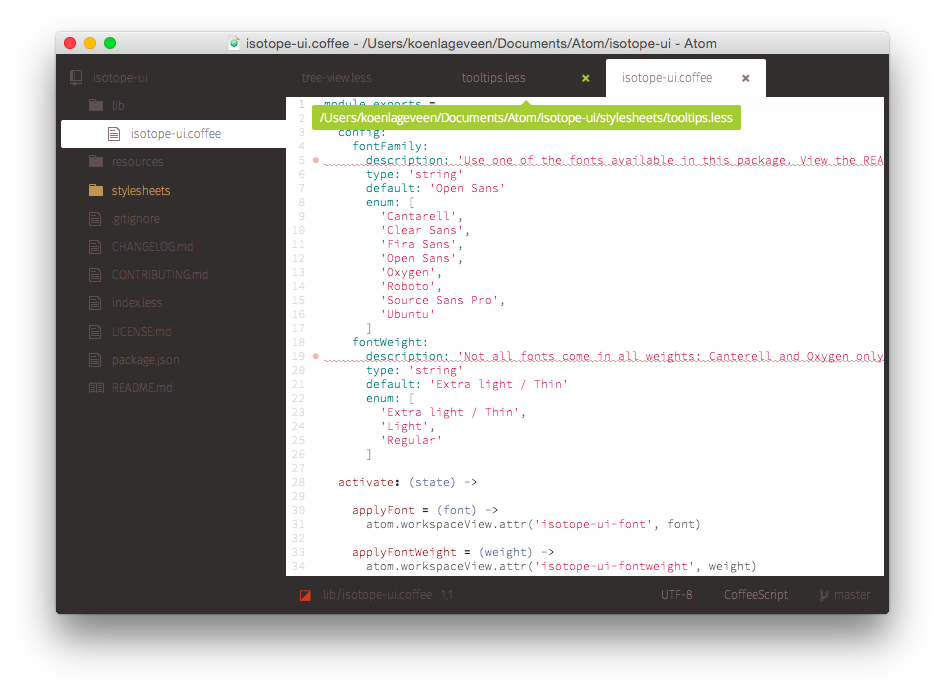 isotope-ui.coffee - /Users/koenlageveen/Documents/Atom/isotope-ui - Atom
isotope-ui
lib
isotope-ui.coffee
resources
stylesheets
.gitignore
CHANGELOG.md
CONTRIBUTING.md
index.less
LICENSE.md
package.json
README.md
tree-view.less
tooltips.less
isotope-ui.coffee
/Users/koenlageveen/Documents/Atom/isotope-ui/stylesheets/tooltips.less
1 module.exports =
2
3 config:
4 fontFamily:
5 description: 'Use one of the fonts available in this package. View the REA
6 type: 'string'
7 default: 'Open Sans'
8 enum: [
9 'Cantarell',
10 'Clear Sans',
11 'Fira Sans',
12 'Open Sans',
13 'Oxygen',
14 'Roboto',
15 'Source Sans Pro',
16 'Ubuntu'
17 ]
18 fontWeight:
19 description: 'Not all fonts come in all weights: Canterell and Oxygen only
20 type: 'string'
21 default: 'Extra light / Thin'
22 enum: [
23 'Extra light / Thin',
24 'Light',
25 'Regular'
26 ]
27
28 activate: (state) ->
29
30 applyFont = (font) ->
31 atom.workspaceView.attr('isotope-ui-font', font)
32
33 applyFontWeight = (weight) ->
34 atom.workspaceView.attr('isotope-ui-fontweight', weight)
lib/isotope-ui.coffee 1,1
UTF-8
CoffeeScript
master